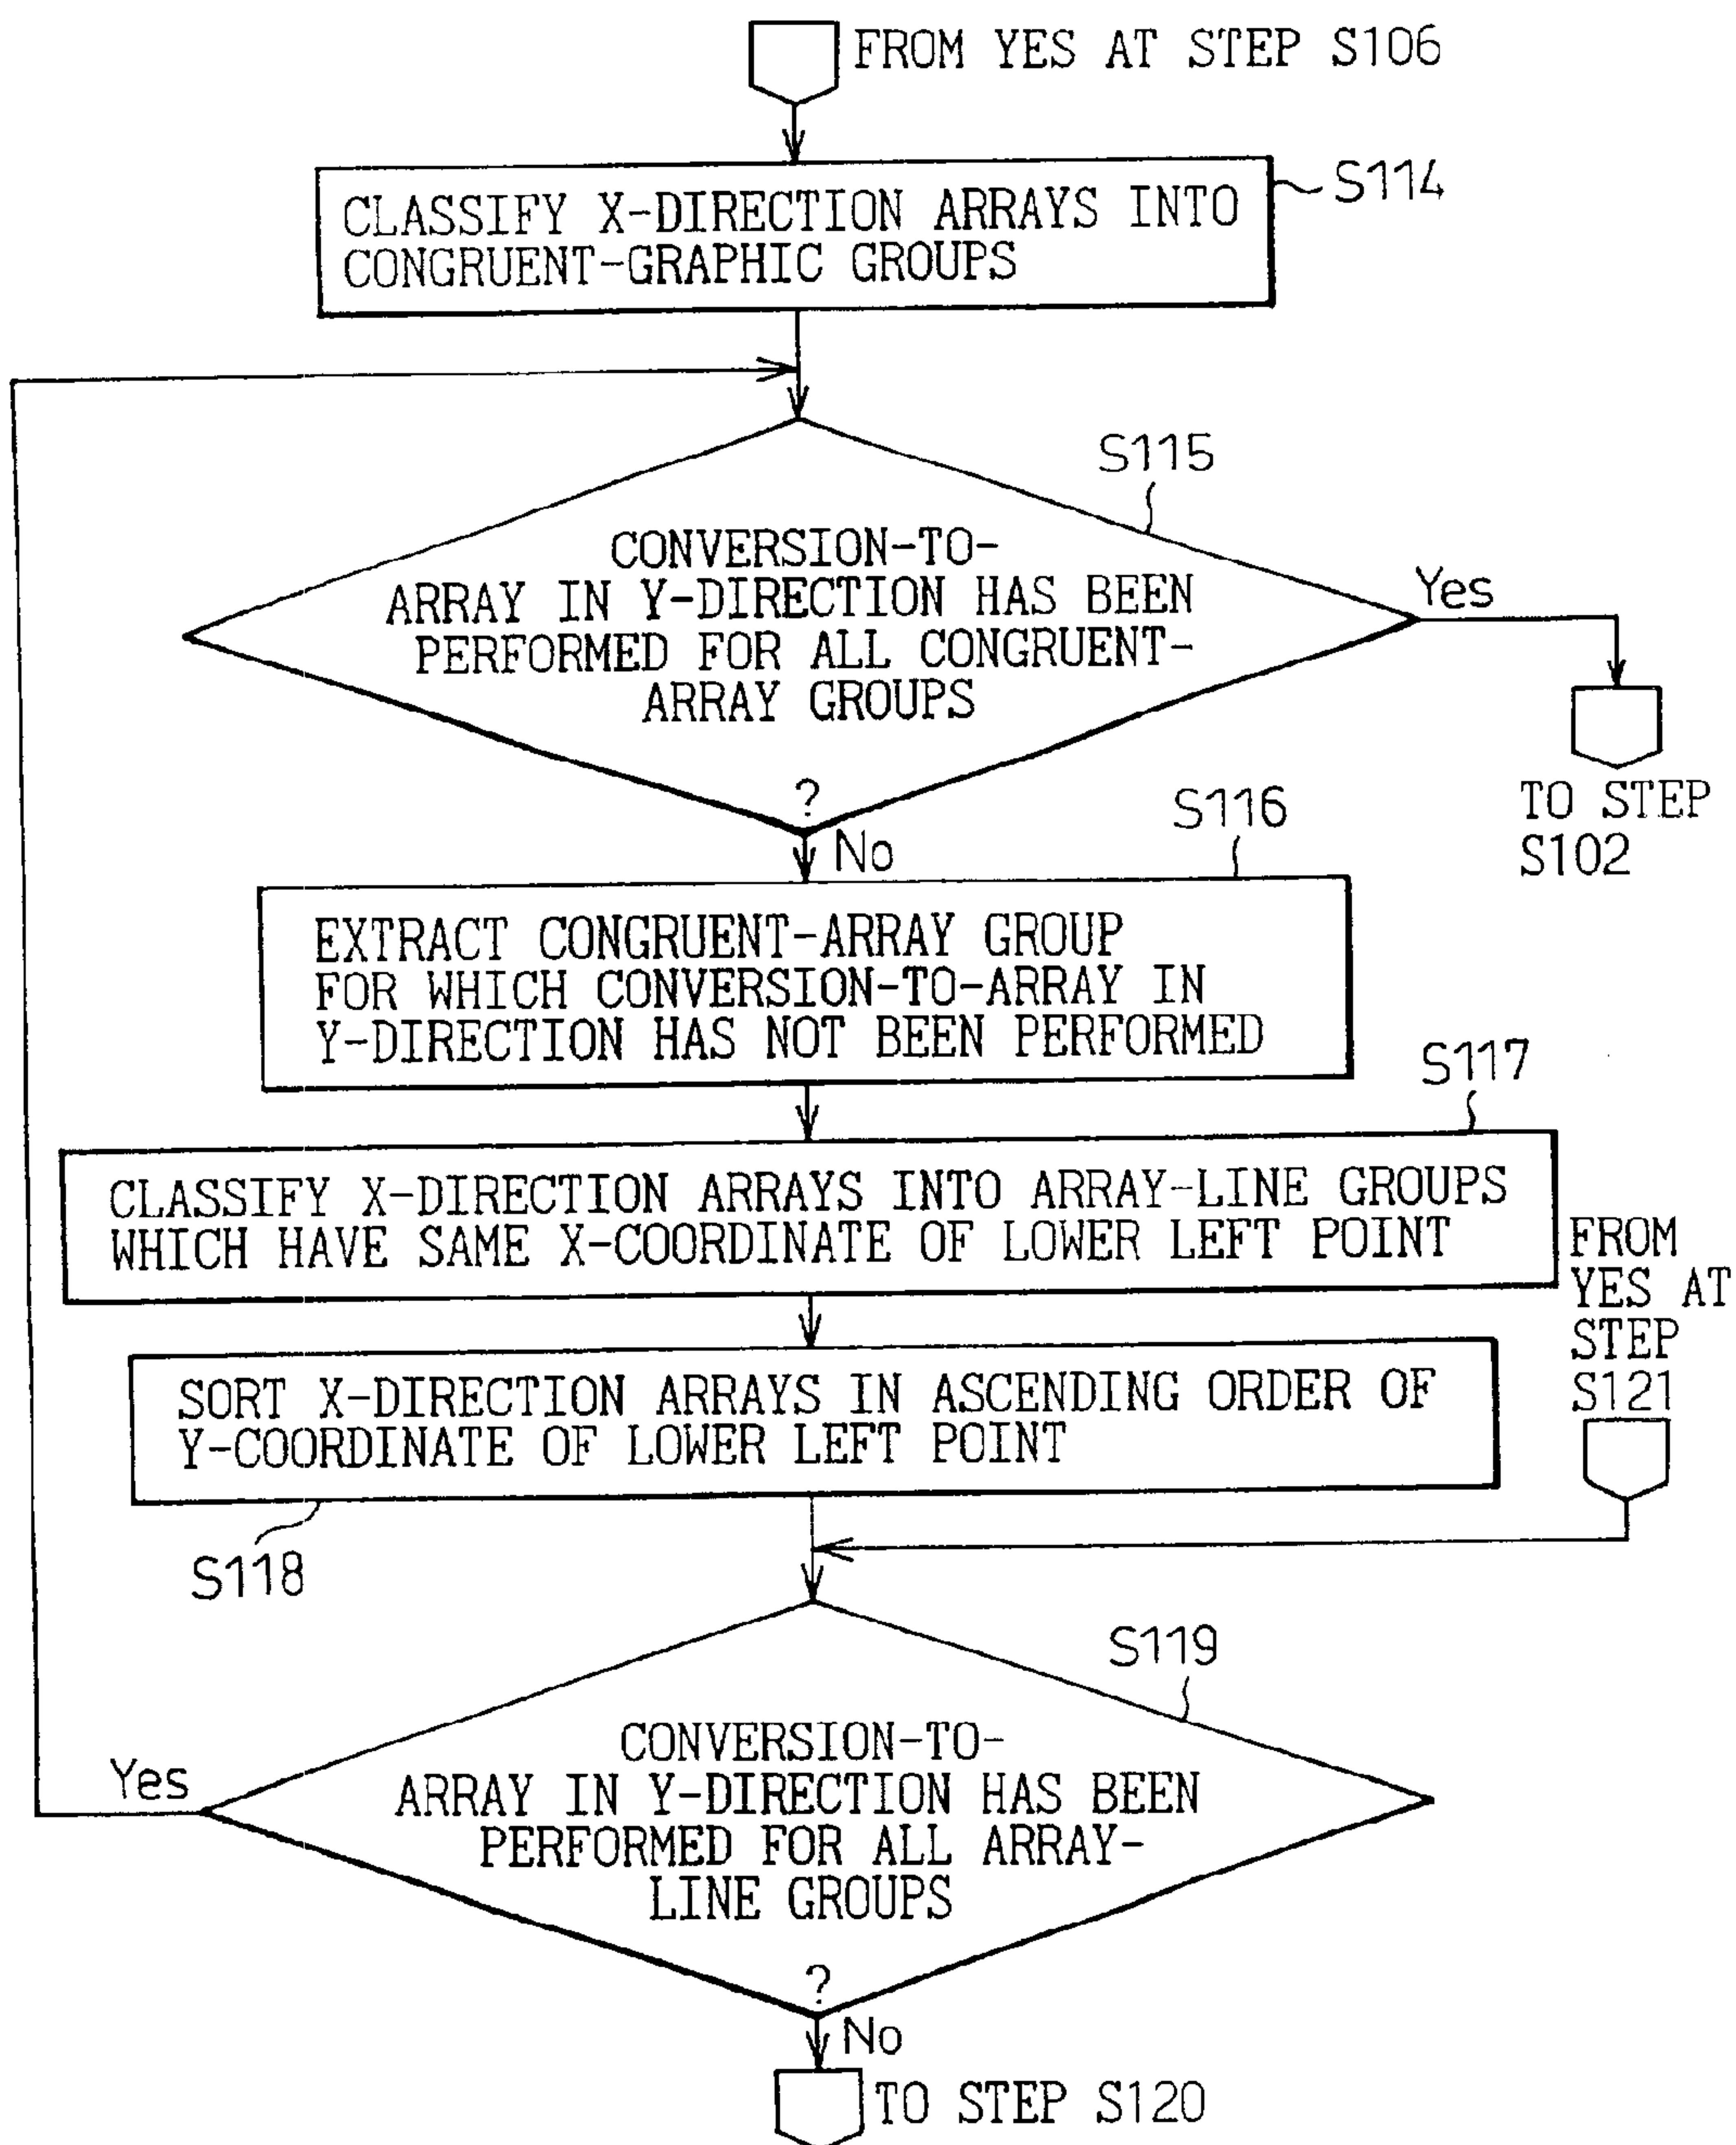 FROM YES AT STEP S106
S114
CLASSIFY X-DIRECTION ARRAYS INTO
CONGRUENT-GRAPHIC GROUPS
S115
CONVERSION-TO-
ARRAY IN Y-DIRECTION HAS BEEN
PERFORMED FOR ALL CONGRUENT-
ARRAY GROUPS
?
Yes
TO STEP
S102
No
S116
EXTRACT CONGRUENT-ARRAY GROUP
FOR WHICH CONVERSION-TO-ARRAY IN
Y-DIRECTION HAS NOT BEEN PERFORMED
S117
CLASSIFY X-DIRECTION ARRAYS INTO ARRAY-LINE GROUPS
WHICH HAVE SAME X-COORDINATE OF LOWER LEFT POINT
FROM
YES AT
STEP
S121
SORT X-DIRECTION ARRAYS IN ASCENDING ORDER OF
Y-COORDINATE OF LOWER LEFT POINT
S118
S119
CONVERSION-TO-
ARRAY IN Y-DIRECTION HAS BEEN
PERFORMED FOR ALL ARRAY-
LINE GROUPS
?
Yes
No
TO STEP S120